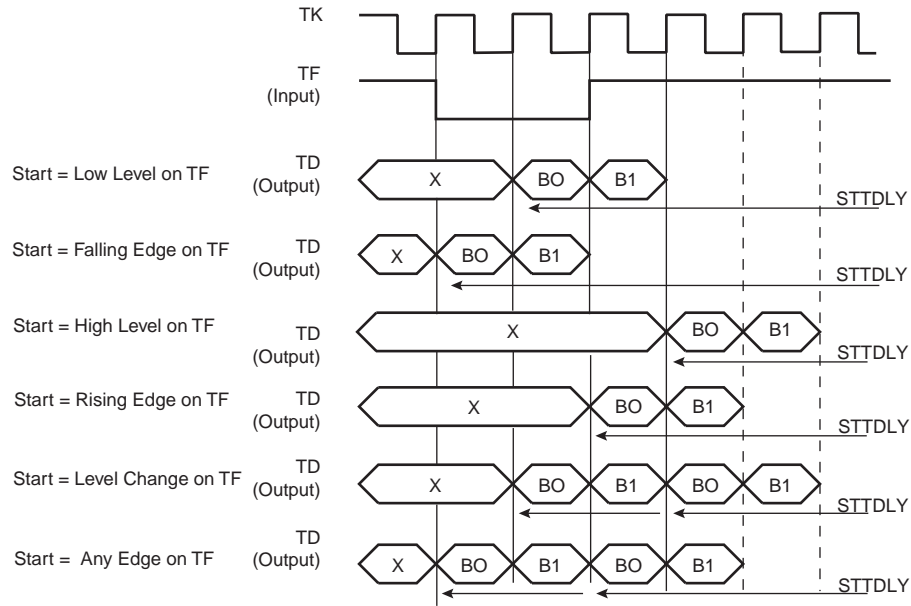 TK
TF
(Input)
Start = Low Level on TF
TD
(Output)
X
BO
B1
STTDLY
Start = Falling Edge on TF
TD
(Output)
X
BO
B1
STTDLY
Start = High Level on TF
TD
(Output)
X
BO
B1
STTDLY
Start = Rising Edge on TF
TD
(Output)
X
BO
B1
STTDLY
Start = Level Change on TF
TD
(Output)
X
BO
B1
BO
B1
STTDLY
Start = Any Edge on TF
TD
(Output)
X
BO
B1
BO
B1
STTDLY